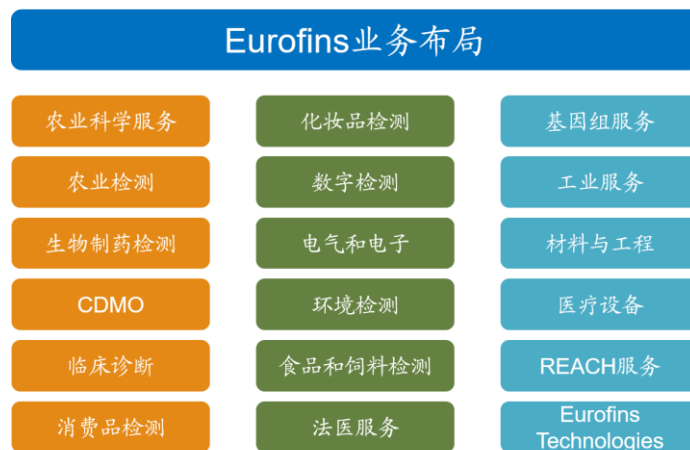 Eurofins业务布局
农业科学服务
化妆品检测
基因组服务
农业检测
数字检测
工业服务
生物制药检测
电气和电子
材料与工程
CDMO
环境检测
医疗设备
临床诊断
食品和饲料检测
REACH服务
消费品检测
法医服务
Eurofins
Technologies